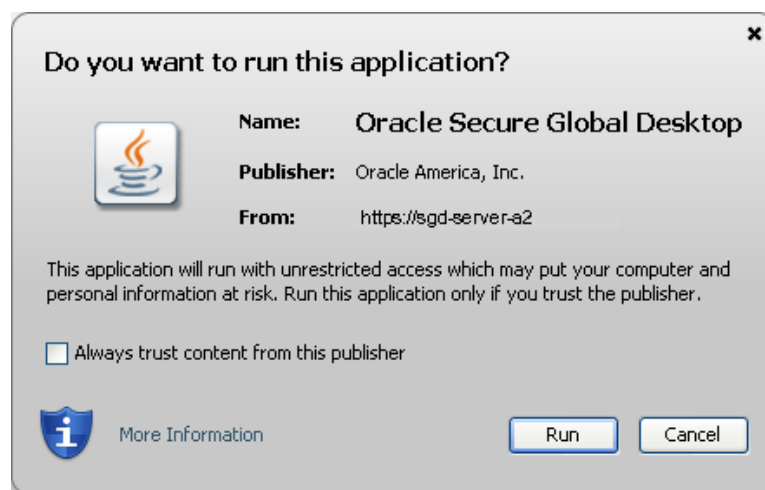 Do you want to run this application?
Name: Oracle Secure Global Desktop
Publisher: Oracle America, Inc.
From: https://sgd-server-a2
This application will run with unrestricted access which may put your computer and
personal information at risk. Run this application only if you trust the publisher.
Always trust content from this publisher
More Information Run Cancel